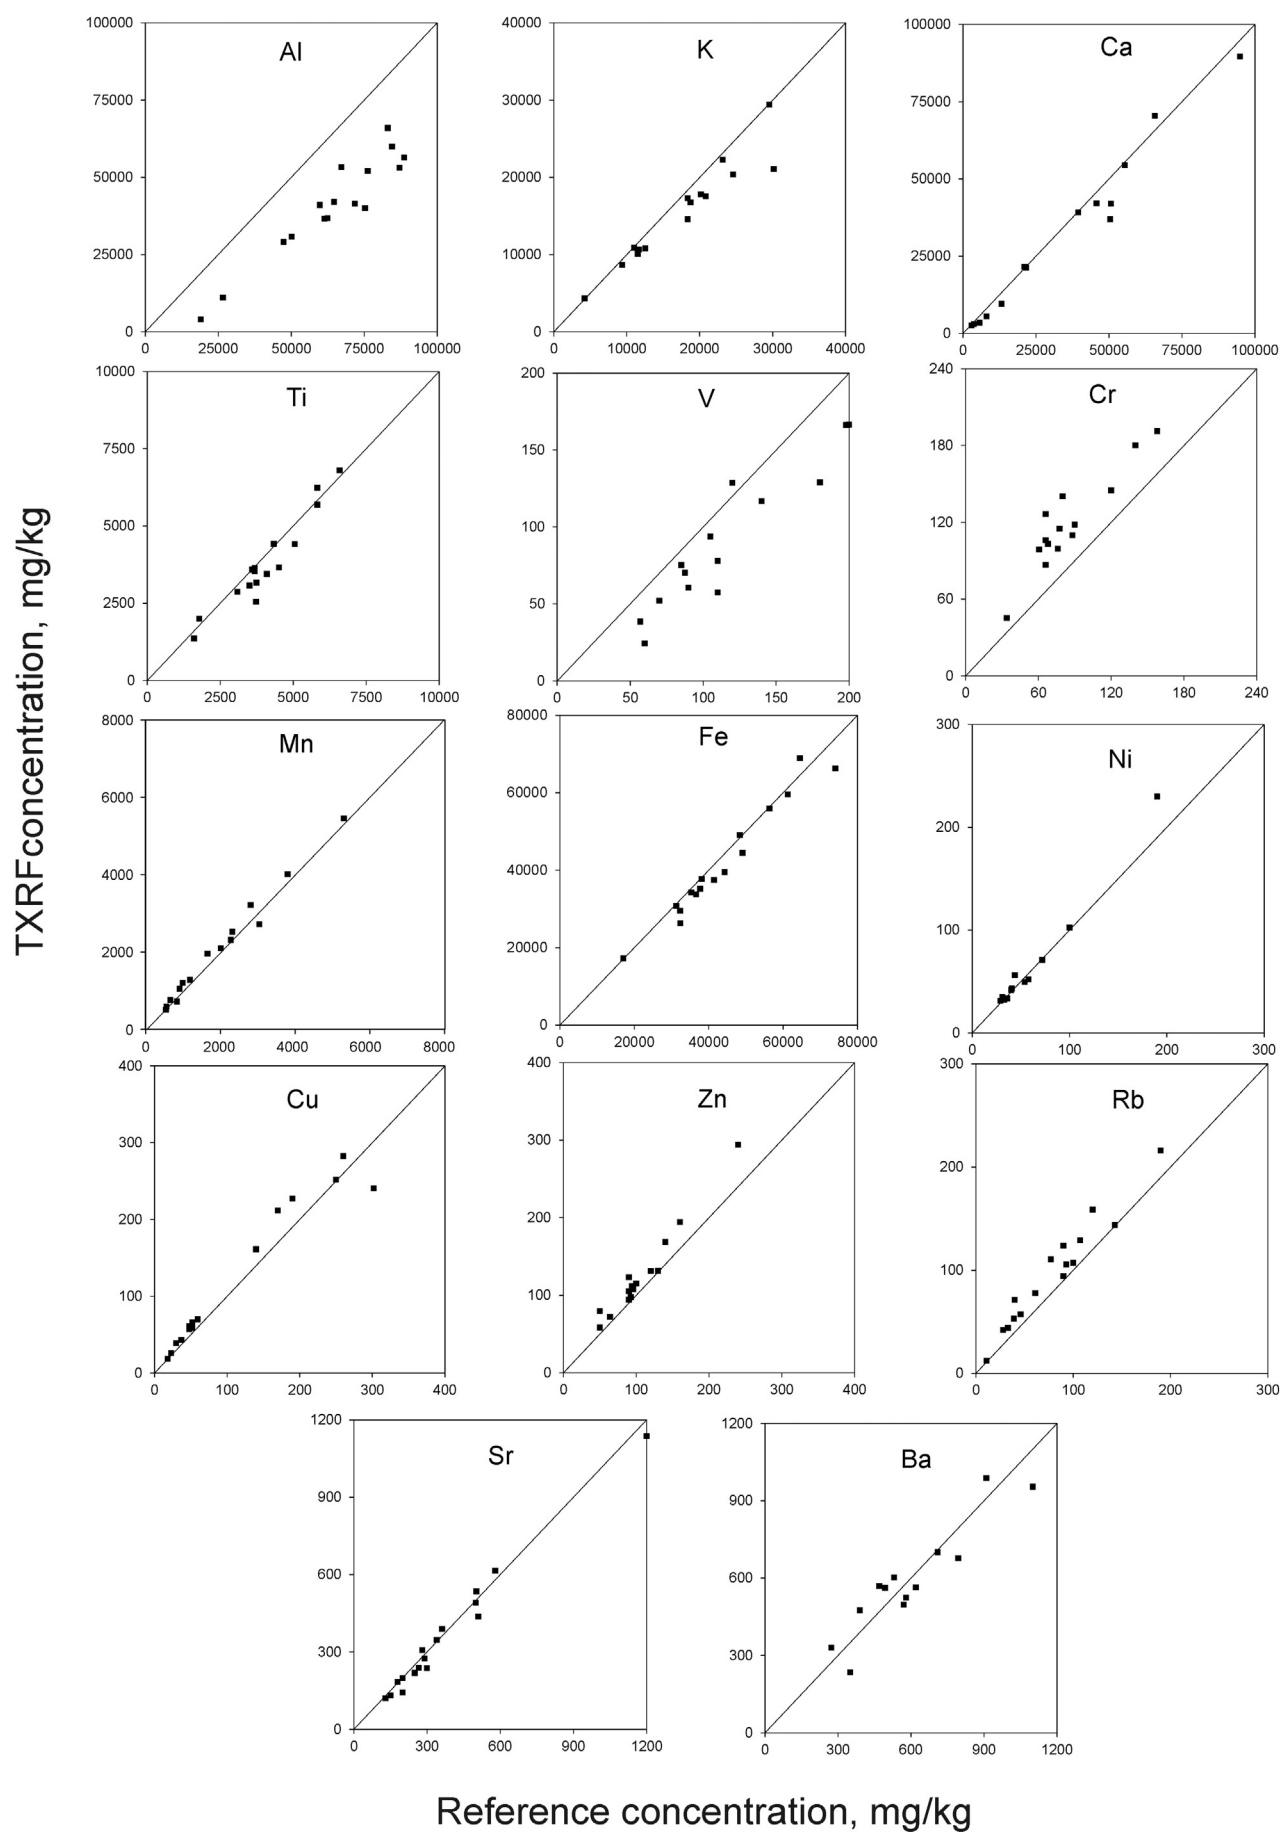 Al
100000
75000
50000
25000
0
0 25000 50000 75000 100000
K
40000
30000
20000
10000
0
0 10000 20000 30000 40000
Ca
100000
75000
50000
25000
0
0 25000 50000 75000 100000
Ti
10000
7500
5000
2500
0
0 2500 5000 7500 10000
V
200
150
100
50
0
0 50 100 150 200
Cr
240
180
120
60
0
0 60 120 180 240
TXRFconcentration, mg/kg
Mn
8000
6000
4000
2000
0
0 2000 4000 6000 8000
Fe
80000
60000
40000
20000
0
0 20000 40000 60000 80000
Ni
300
200
100
0
0 100 200 300
Cu
400
300
200
100
0
0 100 200 300 400
Zn
400
300
200
100
0
0 100 200 300 400
Rb
300
200
100
0
0 100 200 300
Sr
1200
900
600
300
0
0 300 600 900 1200
Ba
1200
900
600
300
0
0 300 600 900 1200
Reference concentration, mg/kg